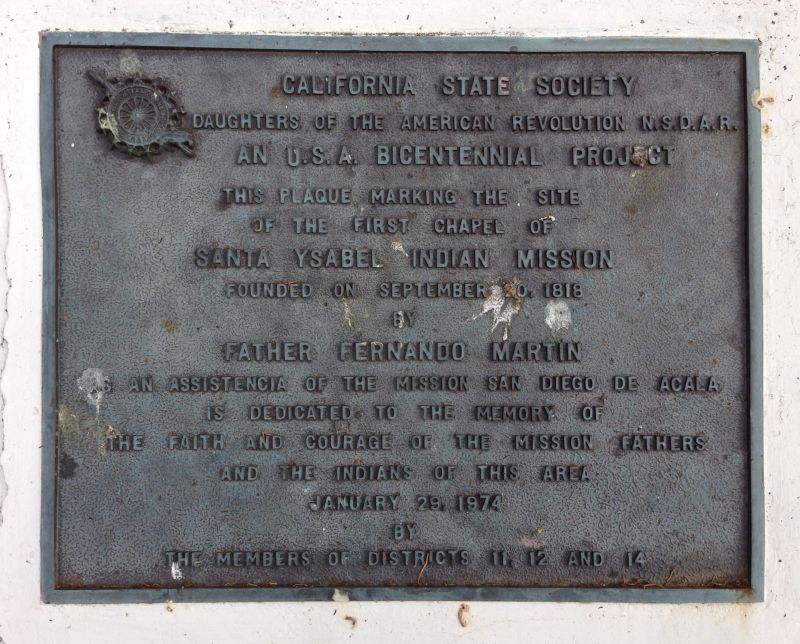 CALIFORNIA STATE SOCIETY
DAUGHTERS OF THE AMERICAN REVOLUTION N.S.D.A.R.
AN U.S.A. BICENTENNIAL PROJECT
THIS PLAQUE MARKING THE SITE
OF THE FIRST CHAPEL OF
SANTA YSABEL INDIAN MISSION
FOUNDED ON SEPTEMBER 1818
BY
FATHER FERNANDO MARTIN
AS AN ASSISTENCIA OF THE MISSION SAN DIEGO DE ACALA
IS DEDICATED TO THE MEMORY OF
THE FAITH AND COURAGE OF THE MISSION FATHERS
AND THE INDIANS OF THIS AREA
JANUARY 29, 1974
BY
THE MEMBERS OF DISTRICTS 11, 12 AND 14